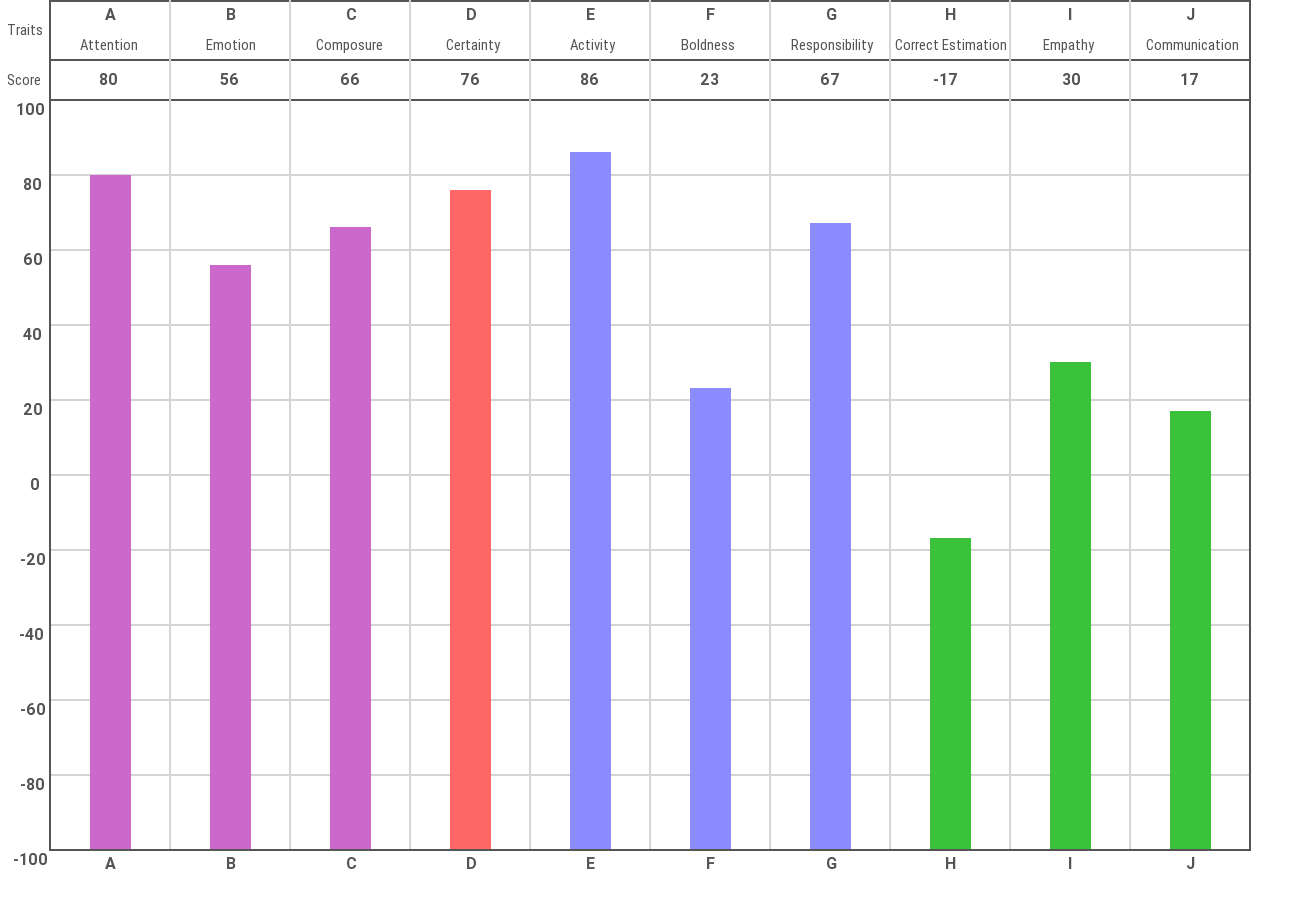 Traits A B C D E F G H I J
Attention Emotion Composure Certainty Activity Boldness Responsibility Correct Estimation Empathy Communication
Score 80 56 66 76 86 23 67 -17 30 17
100
80
60
40
20
0
-20
-40
-60
-80
-100
A B C D E F G H I J